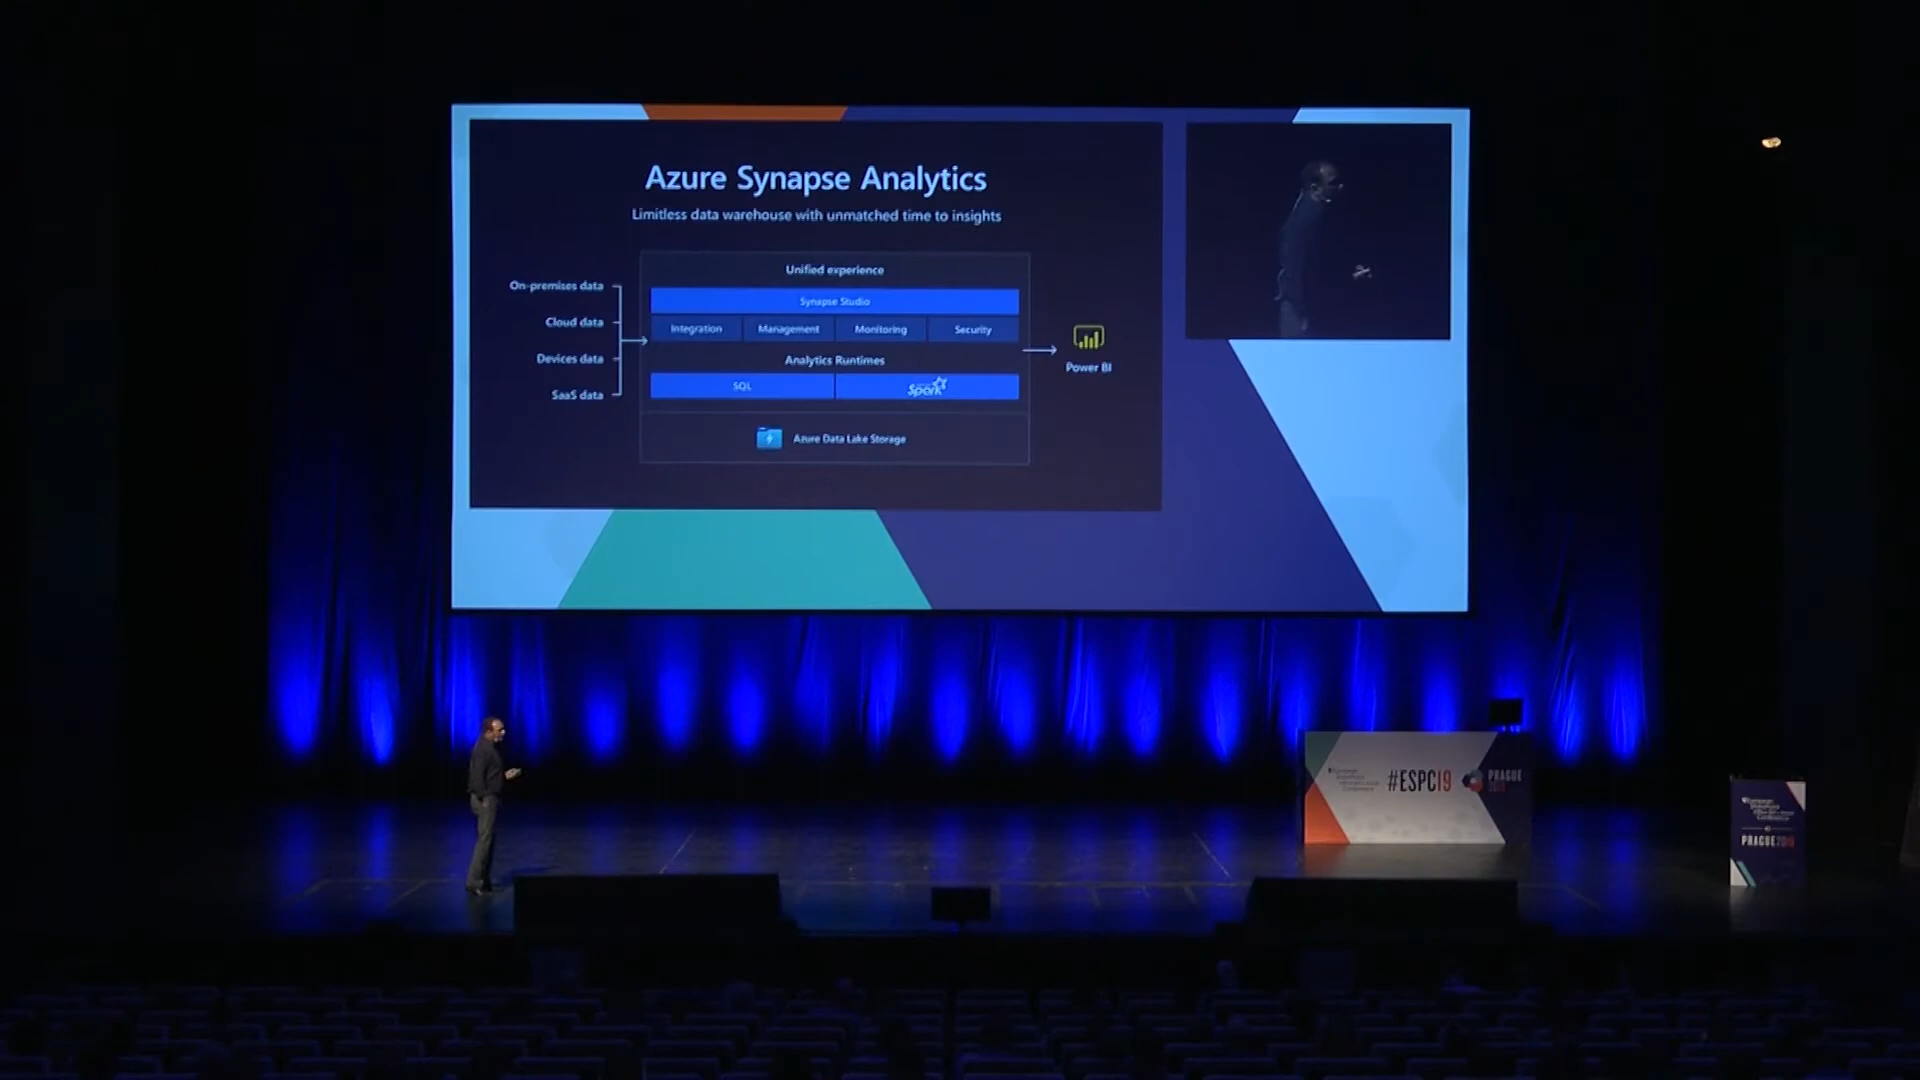 Azure Synapse Analytics
Limitless data warehouse with unmatched time to insights
On-premises data
Cloud data
Devices data
SaaS data
Unified experience
Synapse Studio
Integration
Management
Monitoring
Security
Analytics Runtimes
SQL
Spark
Azure Data Lake Storage
Power BI
#ESPC19
PRAGUE
PRAGUE2019